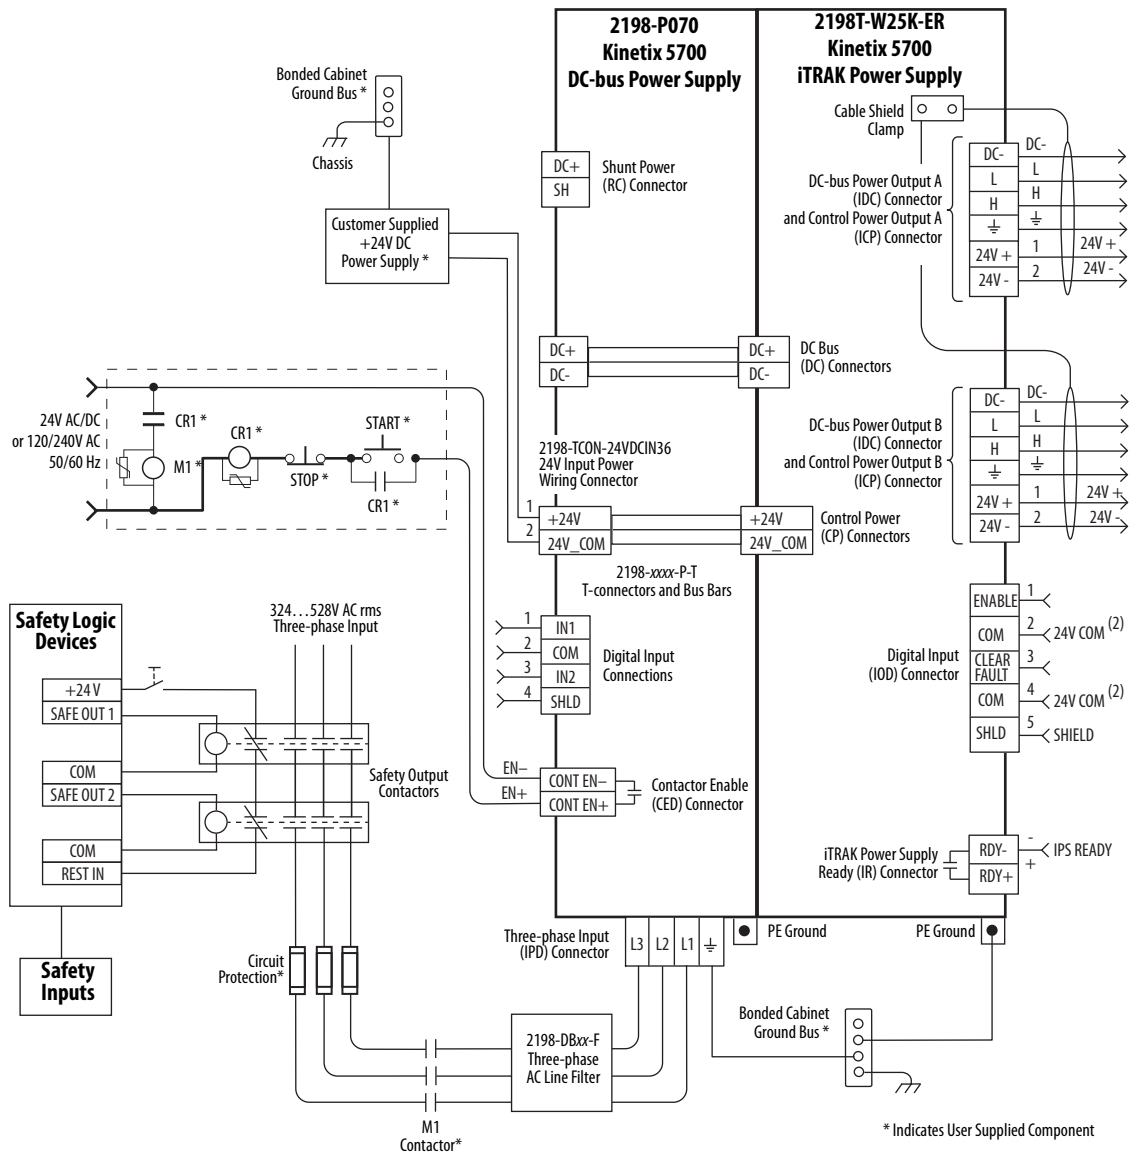 2198-P070
Kinetix 5700
DC-bus Power Supply
2198T-W25K-ER
Kinetix 5700
iTRAK Power Supply
Bonded Cabinet
Ground Bus *
Chassis
Customer Supplied
+24V DC
Power Supply *
DC+
SH
Shunt Power
(RC) Connector
Cable Shield
Clamp
DC-bus Power Output A
(IDC) Connector
and Control Power Output A
(ICP) Connector
DC-
L
H
24V +
24V -
DC-
L
H
1
24V +
2
24V -
DC+
DC-
DC+
DC-
DC Bus
(DC) Connectors
24V AC/DC
or 120/240V AC
50/60 Hz
CR1 *
M1 *
CR1 *
STOP *
START *
CR1 *
2198-TCON-24VDCIN36
24V Input Power
Wiring Connector
1
+24V
2
24V_COM
+24V
24V_COM
Control Power
(CP) Connectors
2198-xxxx-P-T
T-connectors and Bus Bars
DC-bus Power Output B
(IDC) Connector
and Control Power Output B
(ICP) Connector
DC-
L
H
24V +
24V -
DC-
L
H
1
24V +
2
24V -
Safety Logic
Devices
+24 V
SAFE OUT 1
COM
SAFE OUT 2
COM
REST IN
Safety
Inputs
324...528V AC rms
Three-phase Input
Safety Output
Contactors
1
IN1
2
COM
3
IN2
4
SHLD
Digital Input
Connections
Digital Input
(IOD) Connector
ENABLE
1
COM
2
24V COM (2)
CLEAR
FAULT
3
COM
4
24V COM (2)
SHLD
5
SHIELD
EN–
CONT EN–
EN+
CONT EN+
Contactor Enable
(CED) Connector
iTRAK Power Supply
Ready (IR) Connector
RDY-
RDY+
-
+
IPS READY
Three-phase Input
(IPD) Connector
L3
L2
L1
PE Ground
PE Ground
Circuit
Protection*
2198-DBxx-F
Three-phase
AC Line Filter
Bonded Cabinet
Ground Bus *
M1
Contactor*
* Indicates User Supplied Component